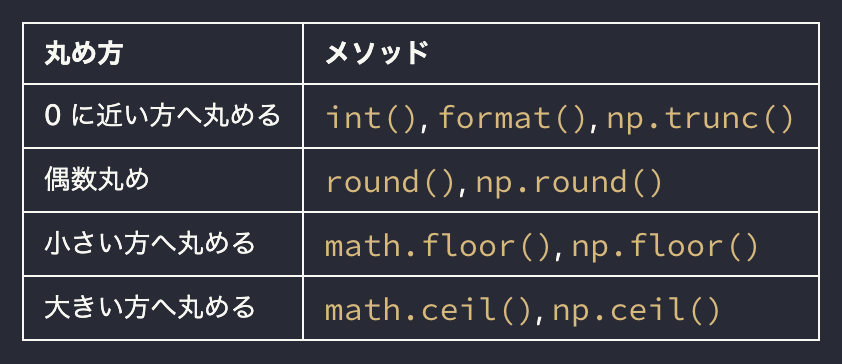 丸め方 メソッド
0 に近い方へ丸める int(), format(), np.trunc()
偶数丸め round(), np.round()
小さい方へ丸める math.floor(), np.floor()
大きい方へ丸める math.ceil(), np.ceil()